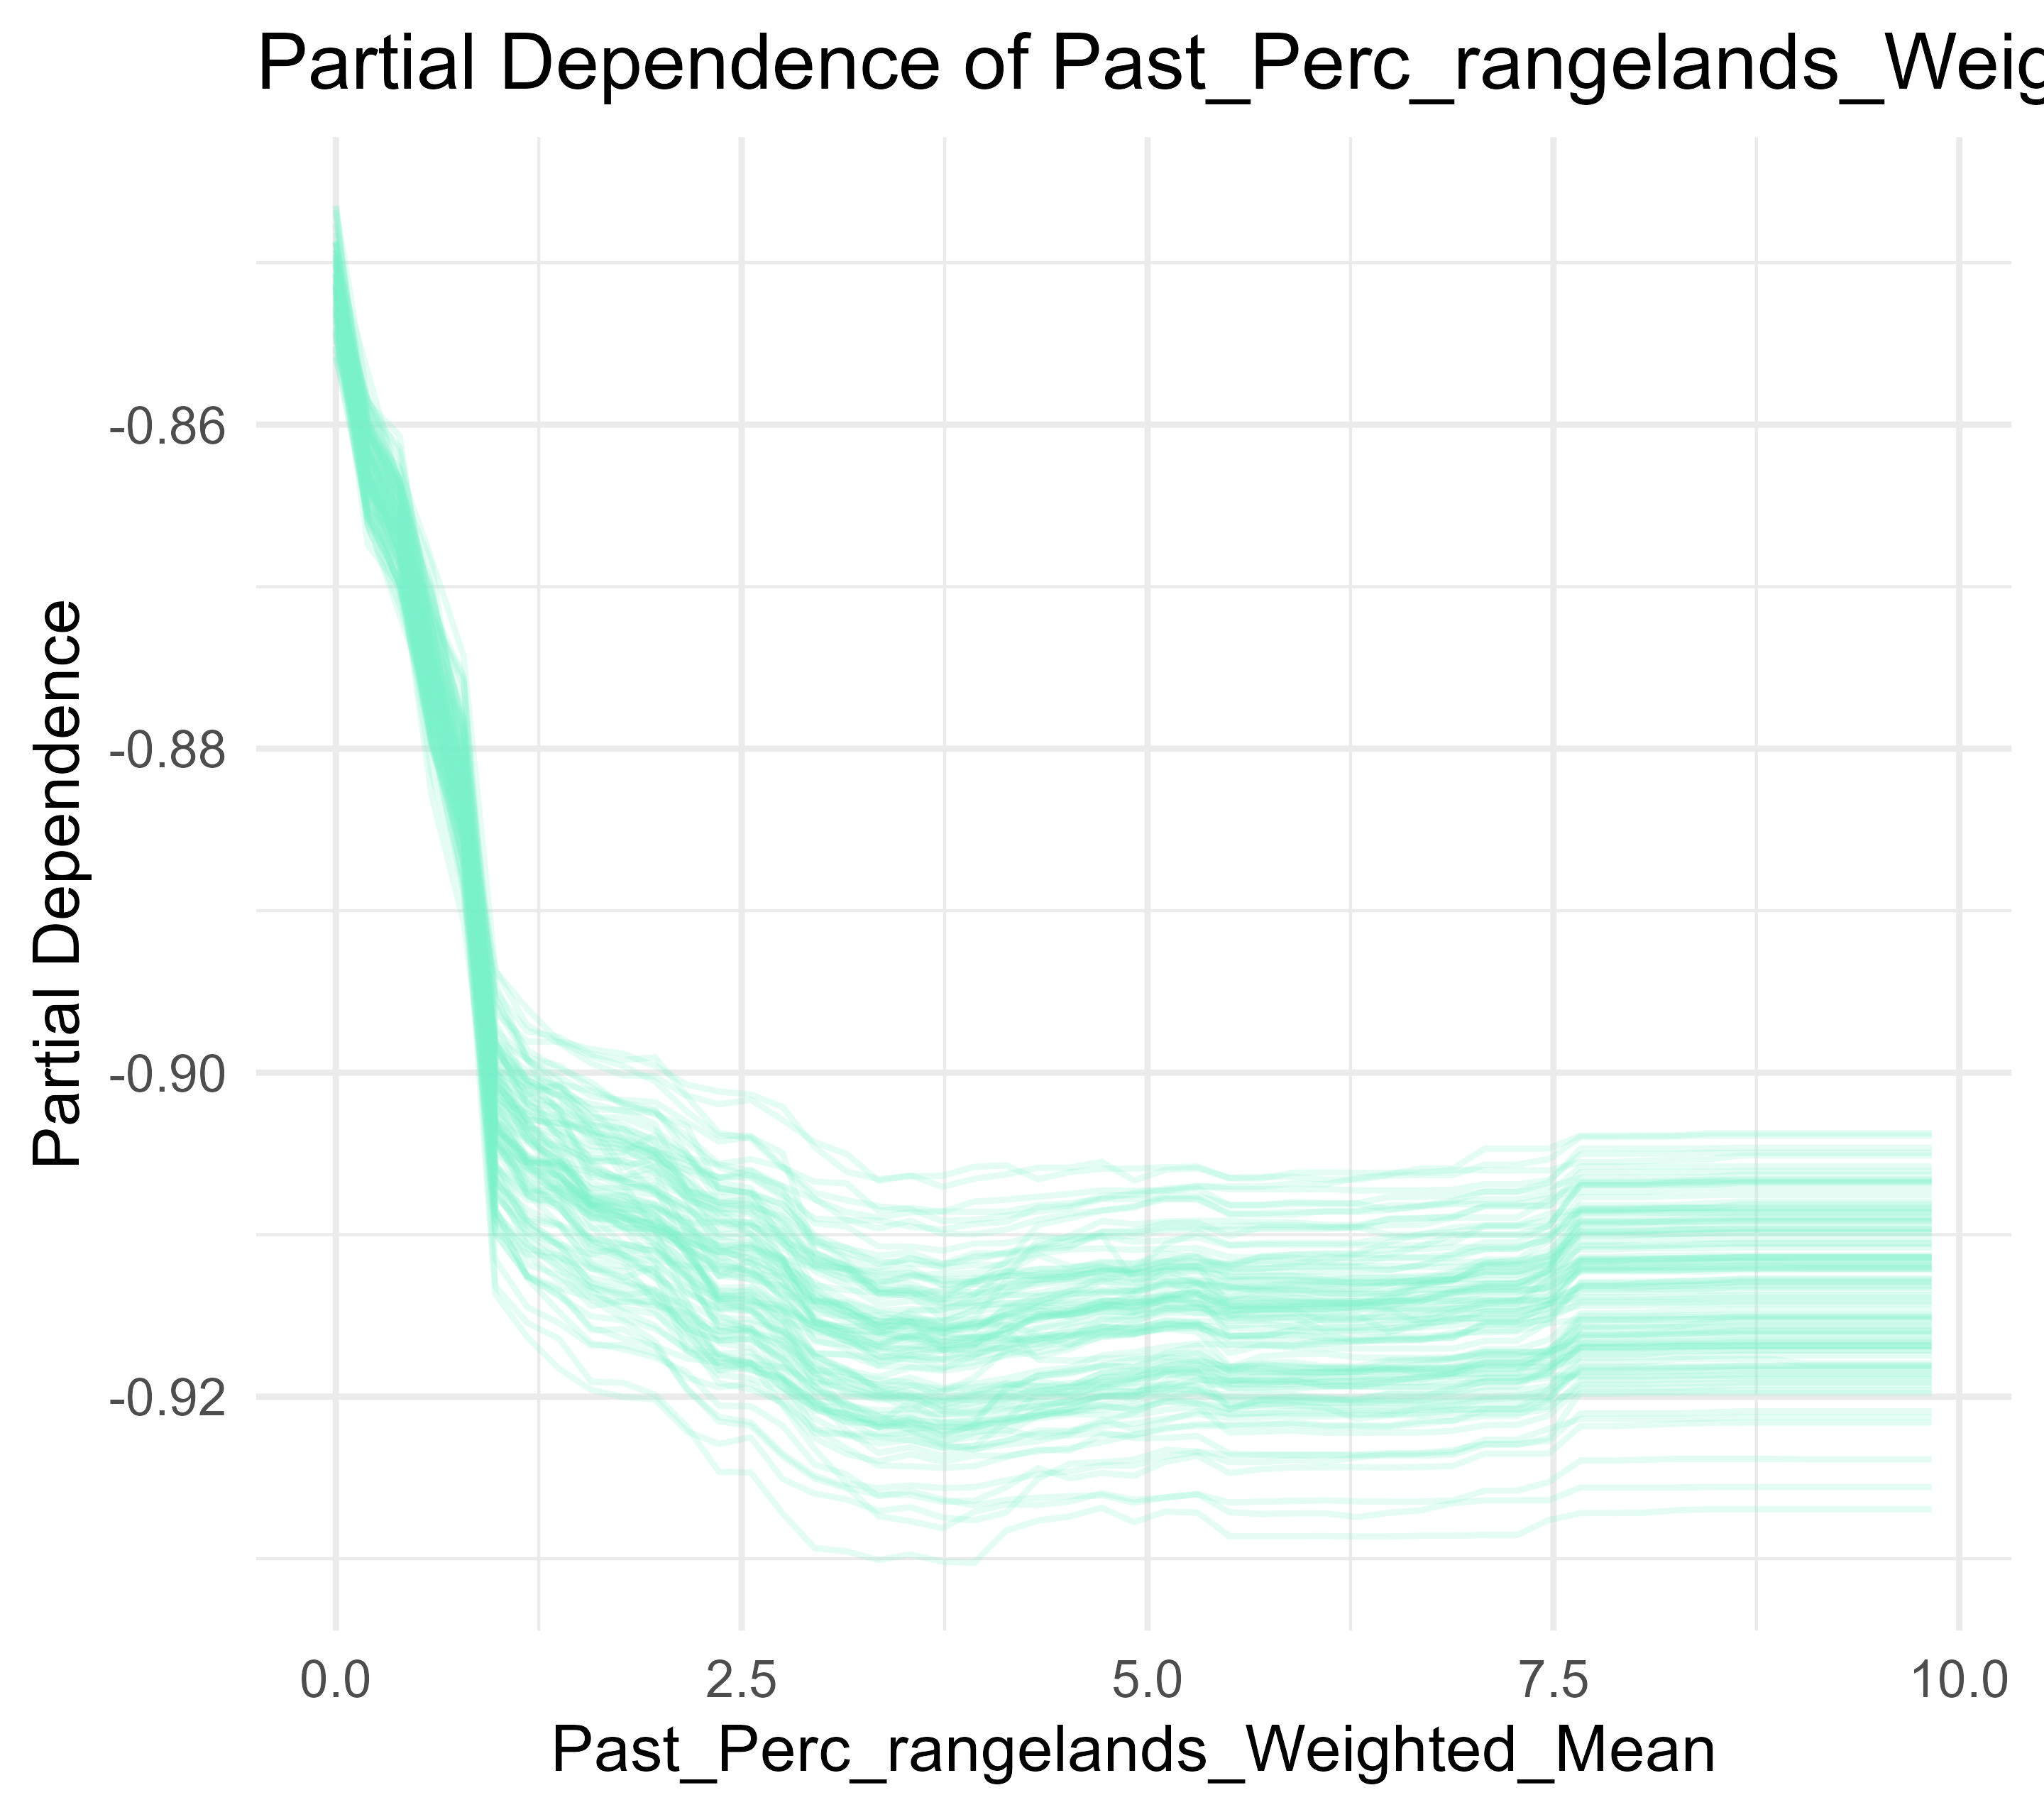 Partial Dependence of Past_Perc_rangelands_Weig
-0.86
-0.88
-0.90
-0.92
Partial Dependence
0.0 2.5 5.0 7.5 10.0
Past_Perc_rangelands_Weighted_Mean